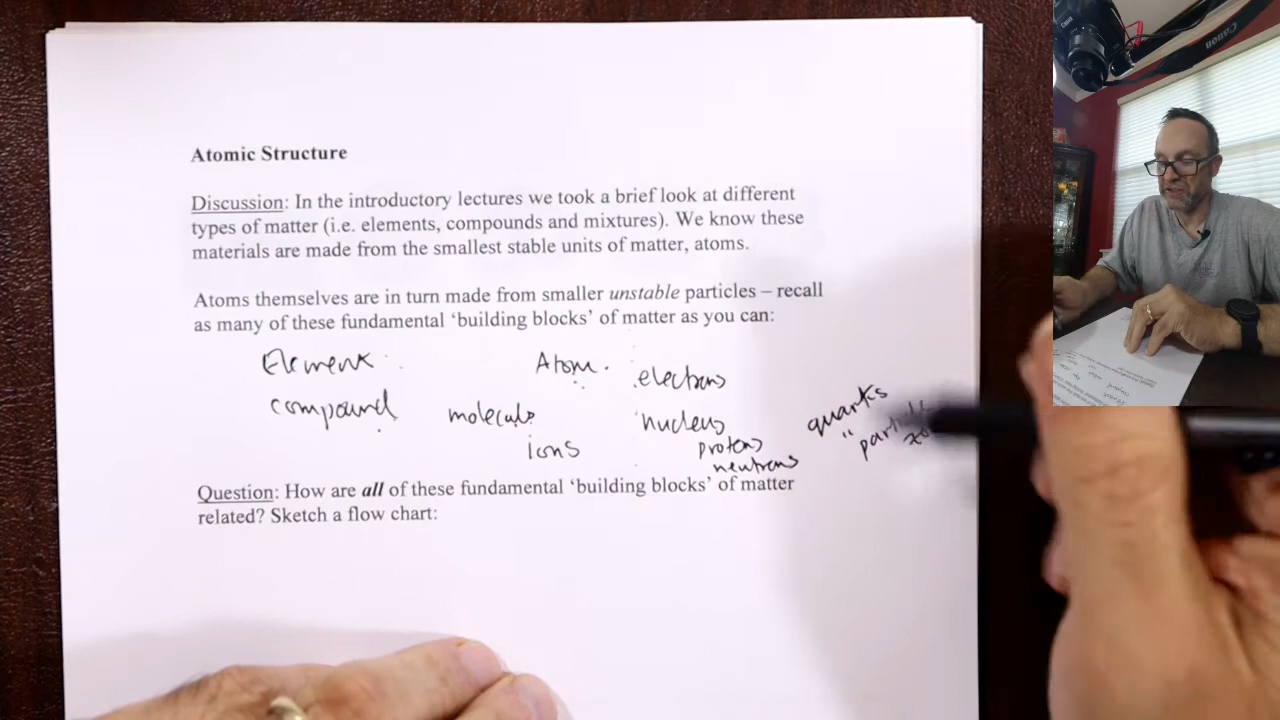 Atomic Structure
Discussion: In the introductory lectures we took a brief look at different
types of matter (i.e. elements, compounds and mixtures). We know these
materials are made from the smallest stable units of matter, atoms.
Atoms themselves are in turn made from smaller unstable particles – recall
as many of these fundamental ‘building blocks’ of matter as you can:
Element
Atom
electrons
compound
molecule
nucleus
quarks
ions
protons
neutrons
"
Question: How are all of these fundamental ‘building blocks’ of matter
related? Sketch a flow chart:
Canon